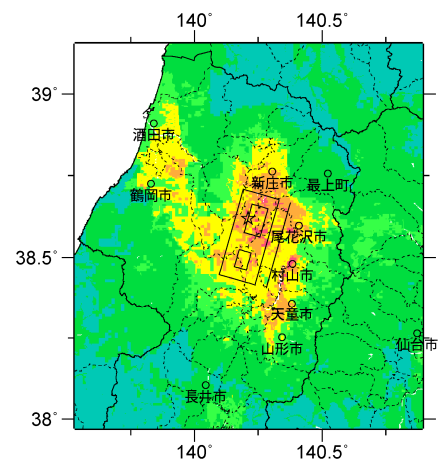 140° 140.5°
39°
酒田市
新庄市
最上町
鶴岡市
尾花沢市
38.5°
村山市
天童市
山形市
仙台市
長井市
38°
140° 140.5°